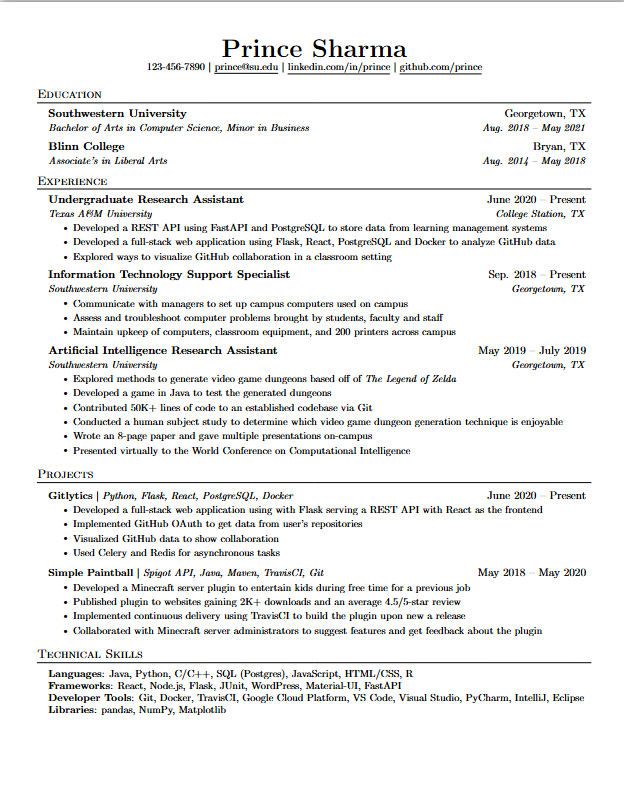 Prince Sharma
123-456-7890 | prince@su.edu | linkedin.com/in/prince | github.com/prince
Education
Southwestern University Georgetown, TX
Bachelor of Arts in Computer Science, Minor in Business Aug. 2018 – May 2021
Blinn College Bryan, TX
Associate's in Liberal Arts Aug. 2014 – May 2018
Experience
Undergraduate Research Assistant June 2020 – Present
Texas A&M University College Station, TX
• Developed a REST API using FastAPI and PostgreSQL to store data from learning management systems
• Developed a full-stack web application using Flask, React, PostgreSQL and Docker to analyze GitHub data
• Explored ways to visualize GitHub collaboration in a classroom setting
Information Technology Support Specialist Sep. 2018 – Present
Southwestern University Georgetown, TX
• Communicate with managers to set up campus computers used on campus
• Assess and troubleshoot computer problems brought by students, faculty and staff
• Maintain upkeep of computers, classroom equipment, and 200 printers across campus
Artificial Intelligence Research Assistant May 2019 – July 2019
Southwestern University Georgetown, TX
• Explored methods to generate video game dungeons based off of The Legend of Zelda
• Developed a game in Java to test the generated dungeons
• Contributed 50K+ lines of code to an established codebase via Git
• Conducted a human subject study to determine which video game dungeon generation technique is enjoyable
• Wrote an 8-page paper and gave multiple presentations on-campus
• Presented virtually to the World Conference on Computational Intelligence
Projects
Gitlytics | Python, Flask, React, PostgreSQL, Docker June 2020 – Present
• Developed a full-stack web application using with Flask serving a REST API with React as the frontend
• Implemented GitHub OAuth to get data from user's repositories
• Visualized GitHub data to show collaboration
• Used Celery and Redis for asynchronous tasks
Simple Paintball | Spigot API, Java, Maven, TravisCI, Git May 2018 – May 2020
• Developed a Minecraft server plugin to entertain kids during free time for a previous job
• Published plugin to websites gaining 2K+ downloads and an average 4.5/5-star review
• Implemented continuous delivery using TravisCI to build the plugin upon new a release
• Collaborated with Minecraft server administrators to suggest features and get feedback about the plugin
Technical Skills
Languages: Java, Python, C/C++, SQL (Postgres), JavaScript, HTML/CSS, R
Frameworks: React, Node.js, Flask, JUnit, WordPress, Material-UI, FastAPI
Developer Tools: Git, Docker, TravisCI, Google Cloud Platform, VS Code, Visual Studio, PyCharm, IntelliJ, Eclipse
Libraries: pandas, NumPy, Matplotlib